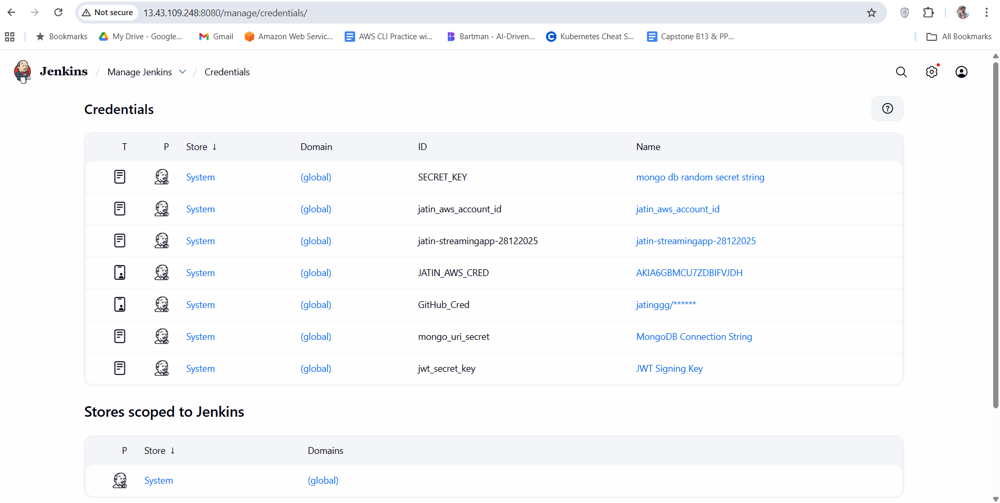 Not secure 13.43.109.248:8080/manage/credentials/
Bookmarks My Drive - Google... Gmail Amazon Web Servic... AWS CLI Practice wi... Bartman - AI-Driven... Kubernetes Cheat S... Capstone B13 & PP... All Bookmarks
Jenkins / Manage Jenkins / Credentials
Credentials
T P Store ↓ Domain ID Name
System (global) SECRET_KEY mongo db random secret string
System (global) jatin_aws_account_id jatin_aws_account_id
System (global) jatin-streamingapp-28122025 jatin-streamingapp-28122025
System (global) JATIN_AWS_CRED AKIA6GBMCU7ZDBIFVJDH
System (global) GitHub_Cred jatinggg/******
System (global) mongo_uri_secret MongoDB Connection String
System (global) jwt_secret_key JWT Signing Key
Stores scoped to Jenkins
P Store ↓ Domains
System (global)